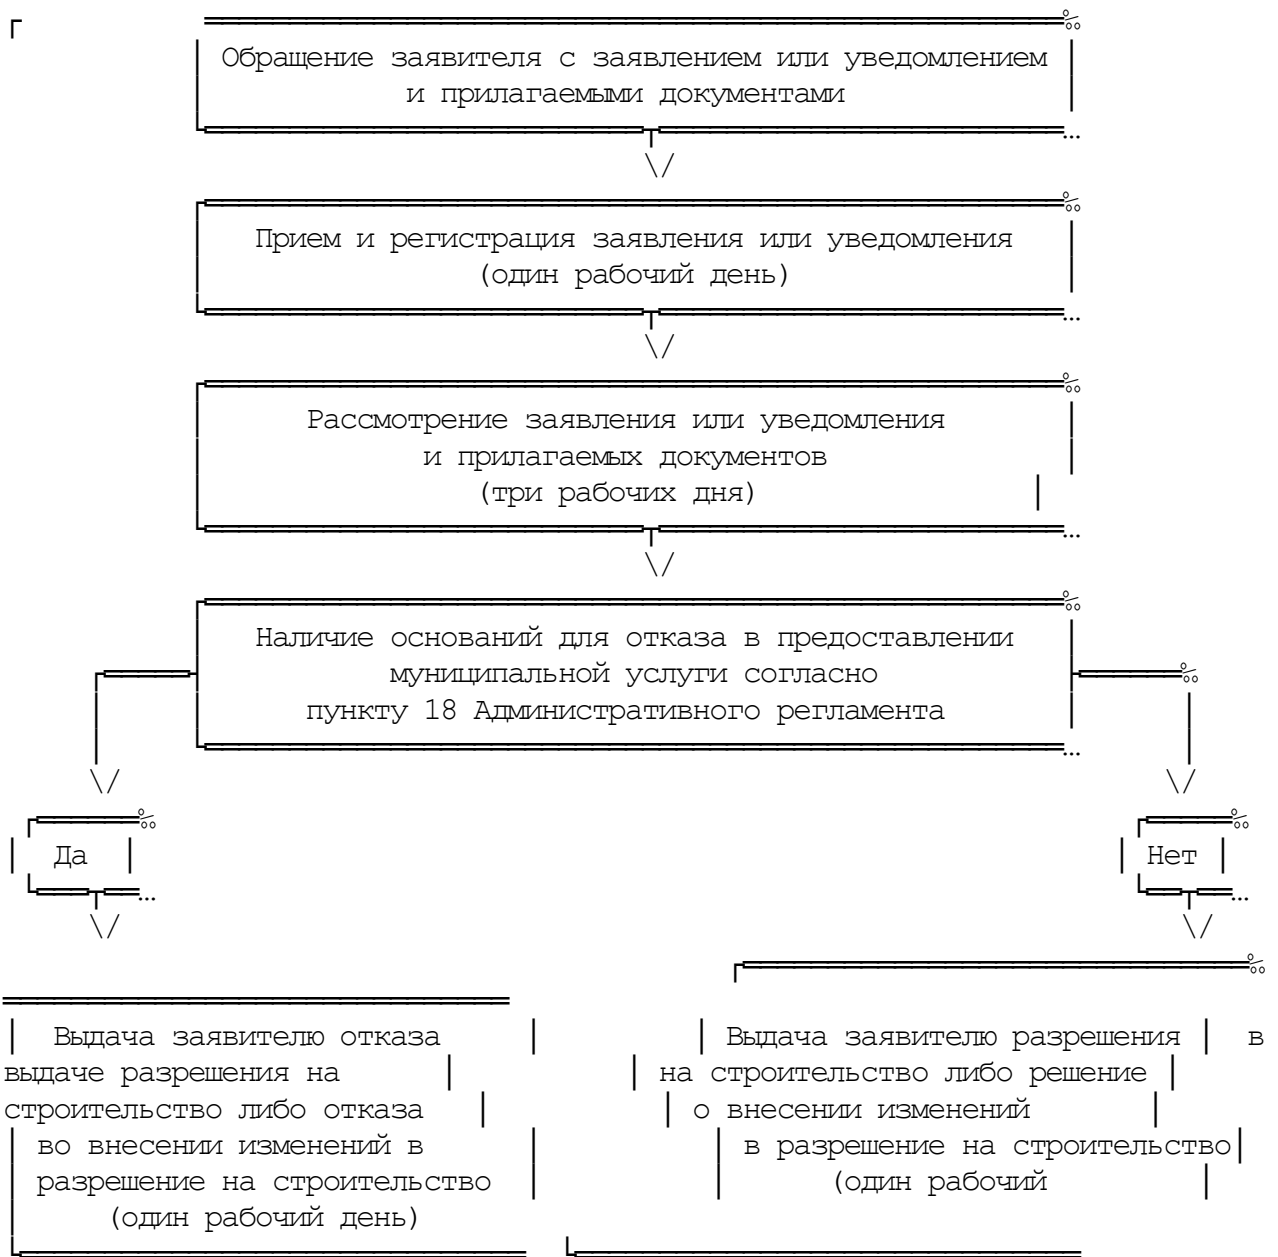 Обращение заявителя с заявлением или уведомлением
и прилагаемыми документами
Прием и регистрация заявления или уведомления
(один рабочий день)
Рассмотрение заявления или уведомления
и прилагаемых документов
(три рабочих дня)
Наличие оснований для отказа в предоставлении
муниципальной услуги согласно
пункту 18 Административного регламента
Да
Нет
Выдача заявителю отказа
выдаче разрешения на
строительство либо отказа
во внесении изменений в
разрешение на строительство
(один рабочий день)
Выдача заявителю разрешения в
на строительство либо решение
о внесении изменений
в разрешение на строительство
(один рабочий